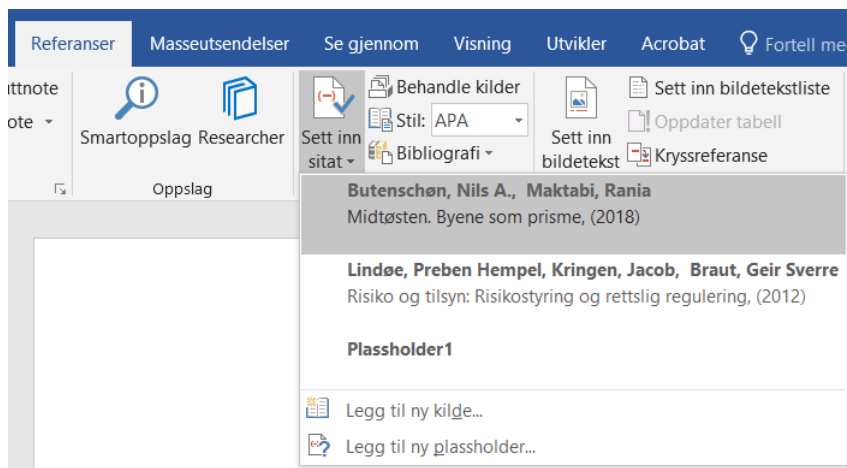 Referanser Masseutsendelser Se gjennom Visning Utvikler Acrobat Fortell me
ttnote
ote
Smartoppslag Researcher
Oppslag
Sett inn
sitat
Behandle kilder
Stil: APA
Bibliografi
Sett inn
bildetekst
Sett inn bildetekstliste
Oppdater tabell
Kryssreferanse
Butenschøn, Nils A., Maktabi, Rania
Midtøsten. Byene som prisme, (2018)
Lindøe, Preben Hempel, Kringen, Jacob, Braut, Geir Sverre
Risiko og tilsyn: Risikostyring og rettslig regulering, (2012)
Plassholder1
Legg til ny kilde...
Legg til ny plassholder...